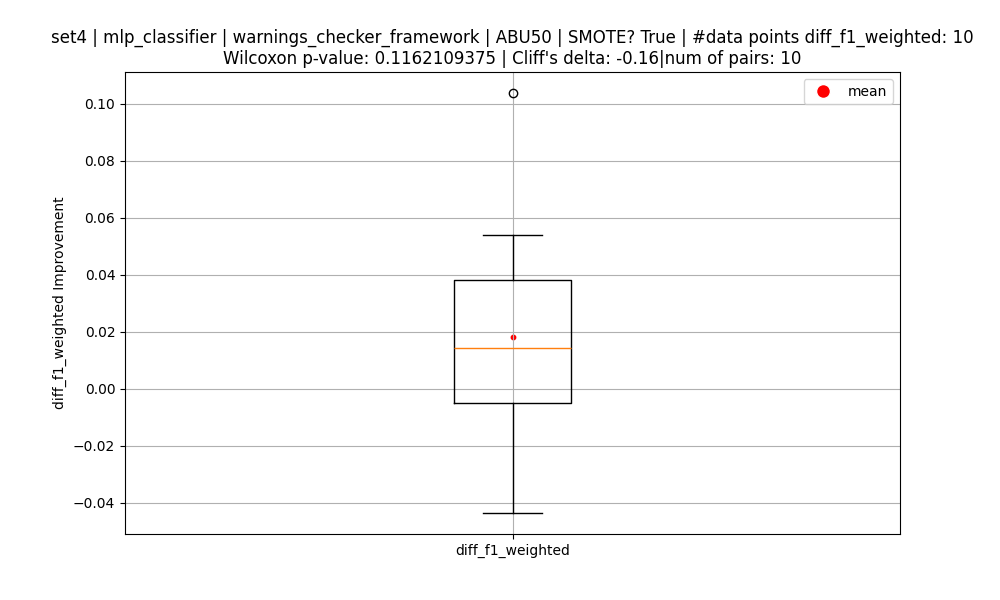 set4 | mlp_classifier | warnings_checker_framework | ABU50 | SMOTE? True | #data points diff_f1_weighted: 10
Wilcoxon p-value: 0.1162109375 | Cliff's delta: -0.16|num of pairs: 10
mean
0.10
0.08
0.06
0.04
0.02
0.00
−0.02
−0.04
diff_f1_weighted Improvement
diff_f1_weighted